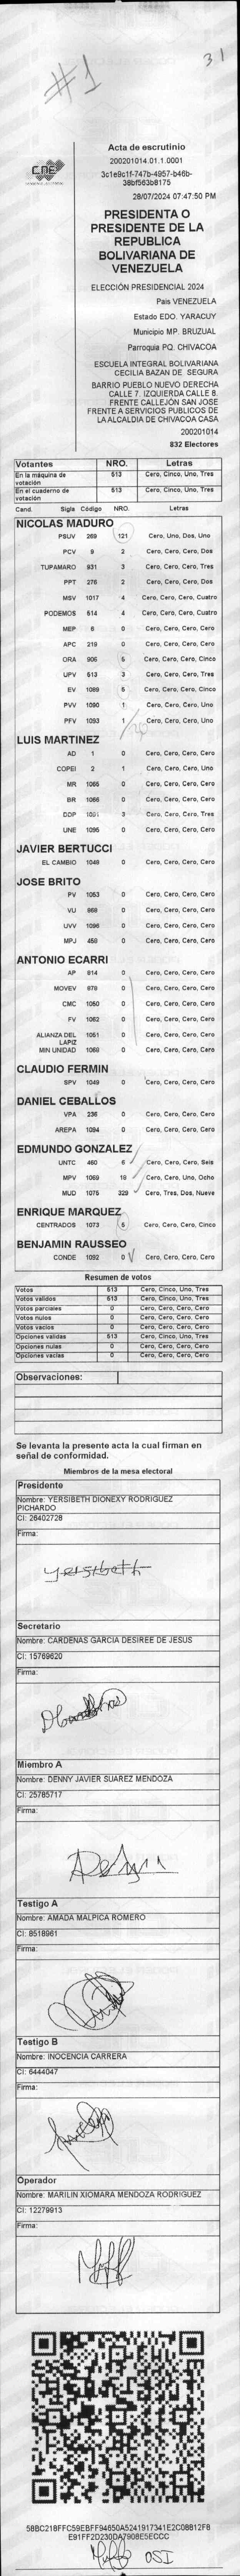 #1
31
CNE
Acta de escrutinio
200201014.01.1.0001
3c1e9c1f-747b-4957-b46b-
38bf563b8175
28/07/2024 07:47:50 PM
PRESIDENTA O
PRESIDENTE DE LA
REPUBLICA
BOLIVARIANA DE
VENEZUELA
ELECCIÓN PRESIDENCIAL 2024
Pais VENEZUELA
Estado EDO. YARACUY
Municipio MP. BRUZUAL
Parroquia PQ. CHIVACOA
ESCUELA INTEGRAL BOLIVARIANA
CECILIA BAZAN DE SEGURA
BARRIO PUEBLO NUEVO DERECHA
CALLE 7. IZQUIERDA CALLE 8.
FRENTE CALLEJÓN SAN JOSE
FRENTE A SERVICIOS PUBLICOS DE
LA ALCALDIA DE CHIVACOA CASA
200201014
832 Electores
Votantes NRO. Letras
En la máquina de votación 513 Cero, Cinco, Uno, Tres
En el cuaderno de votación 513 Cero, Cinco, Uno, Tres
Cand. Sigla Código NRO. Letras
NICOLAS MADURO
PSUV 269 121 Cero, Uno, Dos, Uno
PCV 9 2 Cero, Cero, Cero, Dos
TUPAMARO 931 3 Cero, Cero, Cero, Tres
PPT 276 2 Cero, Cero, Cero, Dos
MSV 1017 4 Cero, Cero, Cero, Cuatro
PODEMOS 514 4 Cero, Cero, Cero, Cuatro
MEP 6 0 Cero, Cero, Cero, Cero
APC 219 0 Cero, Cero, Cero, Cero
ORA 906 5 Cero, Cero, Cero, Cinco
UPV 513 3 Cero, Cero, Cero, Tres
EV 1089 5 Cero, Cero, Cero, Cinco
PVV 1090 1 Cero, Cero, Cero, Uno
PFV 1093 1 Cero, Cero, Cero, Uno
LUIS MARTINEZ
AD 1 0 Cero, Cero, Cero, Cero
COPEI 2 1 Cero, Cero, Cero, Uno
MR 1065 0 Cero, Cero, Cero, Cero
BR 1066 0 Cero, Cero, Cero, Cero
DDP 1091 3 Cero, Cero, Cero, Tres
UNE 1095 0 Cero, Cero, Cero, Cero
JAVIER BERTUCCI
EL CAMBIO 1048 0 Cero, Cero, Cero, Cero
JOSE BRITO
PV 1053 0 Cero, Cero, Cero, Cero
VU 868 0 Cero, Cero, Cero, Cero
UVV 1096 0 Cero, Cero, Cero, Cero
MPJ 458 0 Cero, Cero, Cero, Cero
ANTONIO ECARRI
AP 814 0 Cero, Cero, Cero, Cero
MOVEV 878 0 Cero, Cero, Cero, Cero
CMC 1050 0 Cero, Cero, Cero, Cero
FV 1062 0 Cero, Cero, Cero, Cero
ALIANZA DEL LAPIZ 1051 0 Cero, Cero, Cero, Cero
MIN UNIDAD 1068 0 Cero, Cero, Cero, Cero
CLAUDIO FERMIN
SPV 1049 0 Cero, Cero, Cero, Cero
DANIEL CEBALLOS
VPA 236 0 Cero, Cero, Cero, Cero
AREPA 1094 0 Cero, Cero, Cero, Cero
EDMUNDO GONZALEZ
UNTC 460 6 Cero, Cero, Cero, Seis
MPV 1069 18 Cero, Cero, Uno, Ocho
MUD 1075 329 Cero, Tres, Dos, Nueve
ENRIQUE MARQUEZ
CENTRADOS 1073 5 Cero, Cero, Cero, Cinco
BENJAMIN RAUSSEO
CONDE 1092 0 Cero, Cero, Cero, Cero
Resumen de votos
Votos 513 Cero, Cinco, Uno, Tres
Votos validos 513 Cero, Cinco, Uno, Tres
Votos parciales 0 Cero, Cero, Cero, Cero
Votos nulos 0 Cero, Cero, Cero, Cero
Votos vacios 0 Cero, Cero, Cero, Cero
Opciones validas 513 Cero, Cinco, Uno, Tres
Opciones nulas 0 Cero, Cero, Cero, Cero
Opciones vacias 0 Cero, Cero, Cero, Cero
Observaciones:
Se levanta la presente acta la cual firman en
señal de conformidad.
Miembros de la mesa electoral
Presidente
Nombre: YERSIBETH DIONEXY RODRIGUEZ
PICHARDO
CI: 26402728
Firma:
yersibeth
Secretario
Nombre: CARDENAS GARCIA DESIREE DE JESUS
CI: 15769620
Firma:
Miembro A
Nombre: DENNY JAVIER SUAREZ MENDOZA
CI: 25785717
Firma:
Testigo A
Nombre: AMADA MALPICA ROMERO
CI: 8518961
Firma:
Testigo B
Nombre: INOCENCIA CARRERA
CI: 6444047
Firma:
Operador
Nombre: MARILIN XIOMARA MENDOZA RODRIGUEZ
CI: 12279913
Firma:
58BC218FFC59EBFF94650A5241917341E2C08812F8
E91FF2D230DA7908E5ECCC
OSI